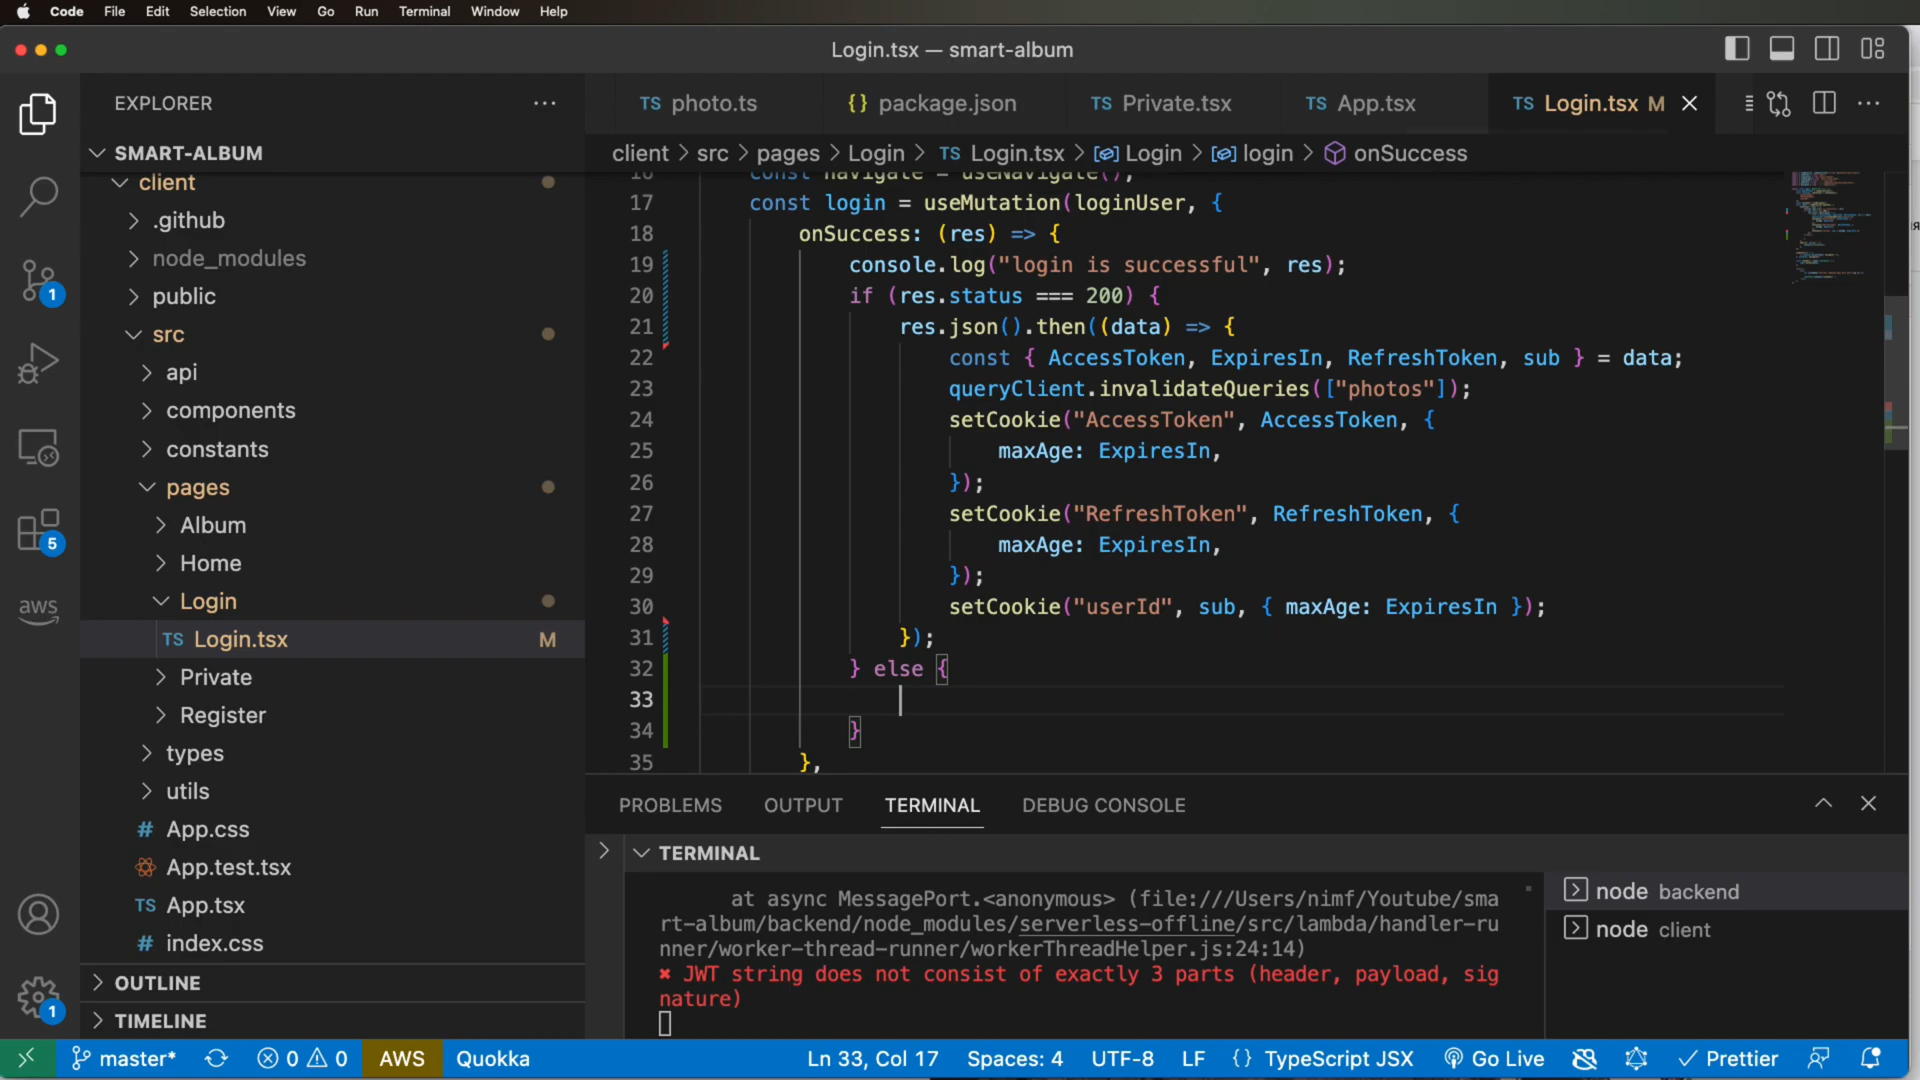 Code File Edit Selection View Go Run Terminal Window Help
Login.tsx — smart-album
EXPLORER
SMART-ALBUM
client
.github
node_modules
public
src
api
components
constants
pages
Album
Home
Login
TS Login.tsx M
Private
Register
types
utils
# App.css
App.test.tsx
TS App.tsx
# index.css
OUTLINE
TIMELINE
1
5
aws
1
TS photo.ts {} package.json TS Private.tsx TS App.tsx TS Login.tsx M
client > src > pages > Login > TS Login.tsx > Login > login > onSuccess
16 const navigate = useNavigate();
17 const login = useMutation(loginUser, {
18 onSuccess: (res) => {
19 console.log("login is successful", res);
20 if (res.status === 200) {
21 res.json().then((data) => {
22 const { AccessToken, ExpiresIn, RefreshToken, sub } = data;
23 queryClient.invalidateQueries(["photos"]);
24 setCookie("AccessToken", AccessToken, {
25 maxAge: ExpiresIn,
26 });
27 setCookie("RefreshToken", RefreshToken, {
28 maxAge: ExpiresIn,
29 });
30 setCookie("userId", sub, { maxAge: ExpiresIn });
31 });
32 } else {
33
34 }
35 },
PROBLEMS OUTPUT TERMINAL DEBUG CONSOLE
TERMINAL
at async MessagePort.<anonymous> (file:///Users/nimf/Youtube/sma
rt-album/backend/node_modules/serverless-offline/src/lambda/handler-ru
nner/worker-thread-runner/workerThreadHelper.js:24:14)
✖ JWT string does not consist of exactly 3 parts (header, payload, sig
nature)
node backend
node client
master* 0 0 AWS Quokka Ln 33, Col 17 Spaces: 4 UTF-8 LF {} TypeScript JSX Go Live Prettier